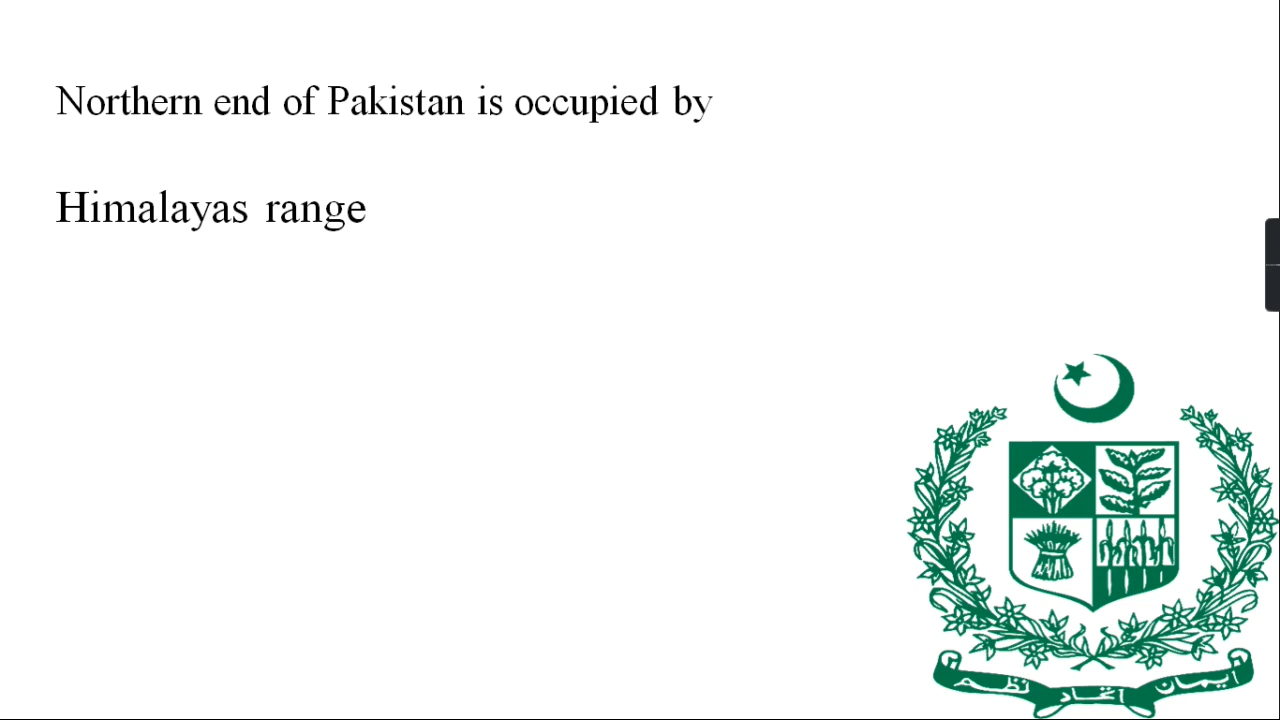 Northern end of Pakistan is occupied by
Himalayas range
ایمان اتحاد نظم